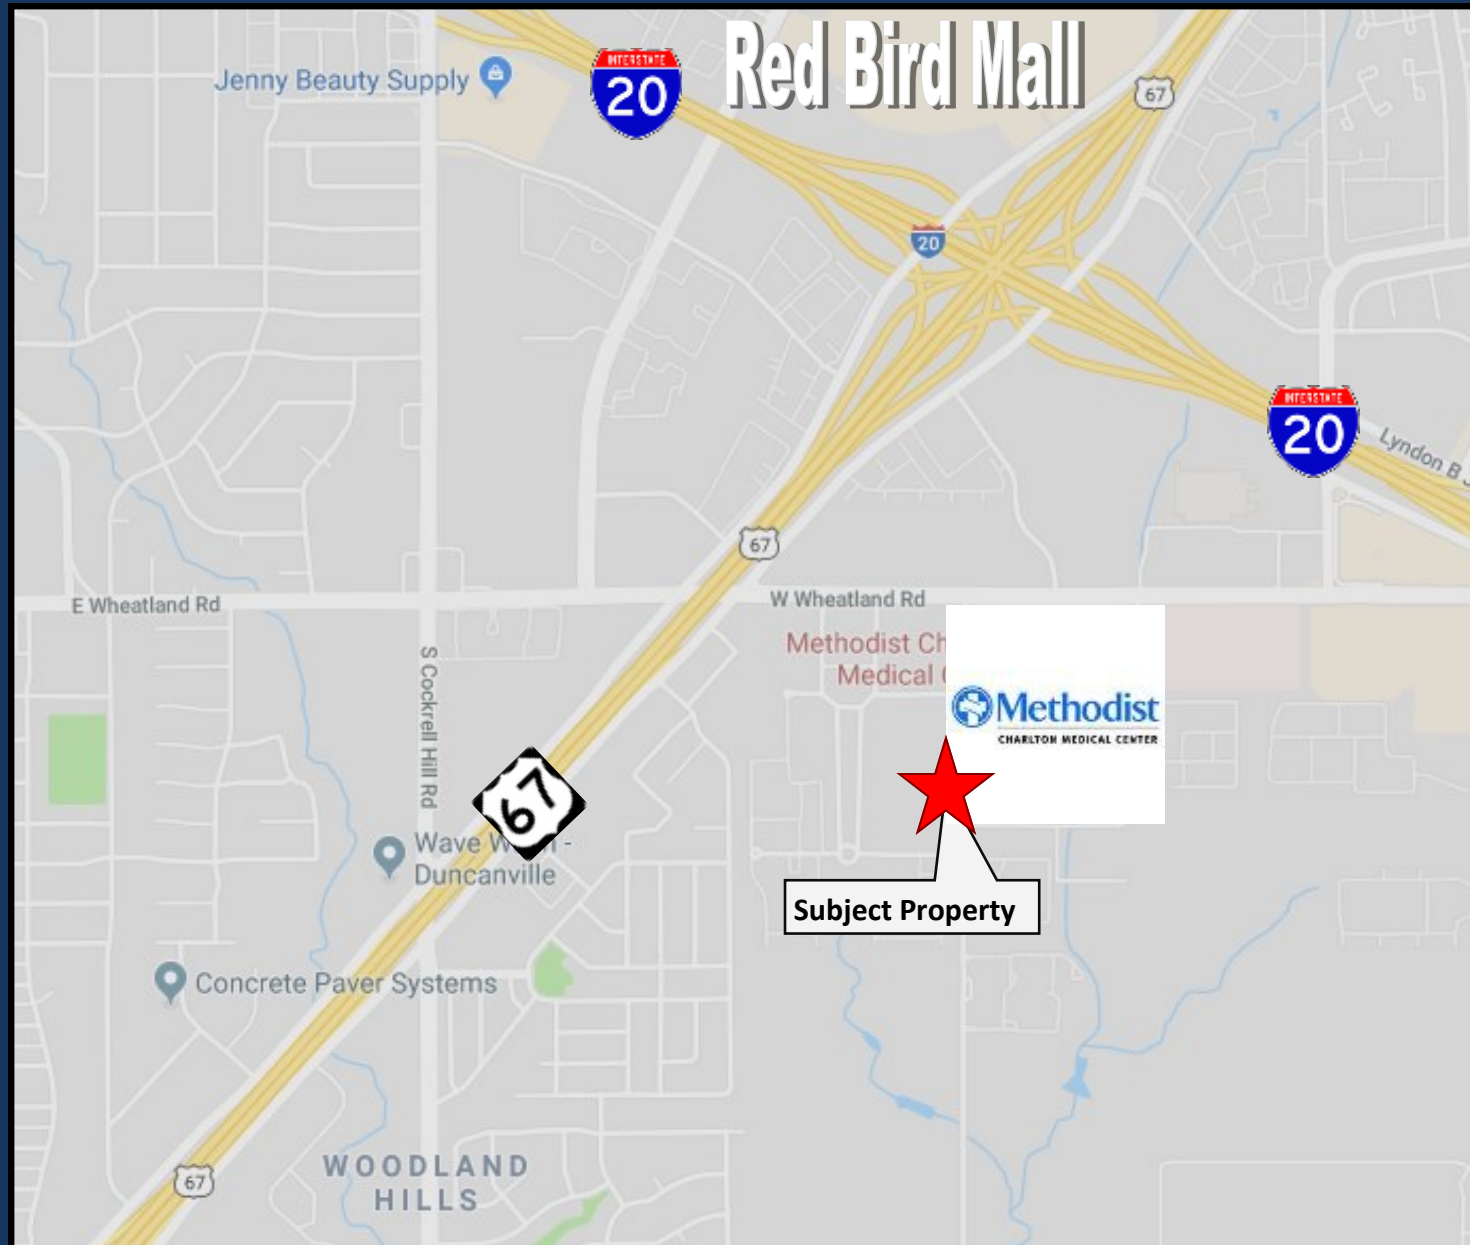 Red Bird Mall
INTERSTATE
20
Jenny Beauty Supply
67
20
INTERSTATE
20
Lyndon B J
67
E Wheatland Rd
W Wheatland Rd
Methodist Ch
Medical C
S Cockrell Hill Rd
Methodist
CHARLTON MEDICAL CENTER
67
Wave W
Duncanville
Subject Property
Concrete Paver Systems
67
WOODLAND
HILLS